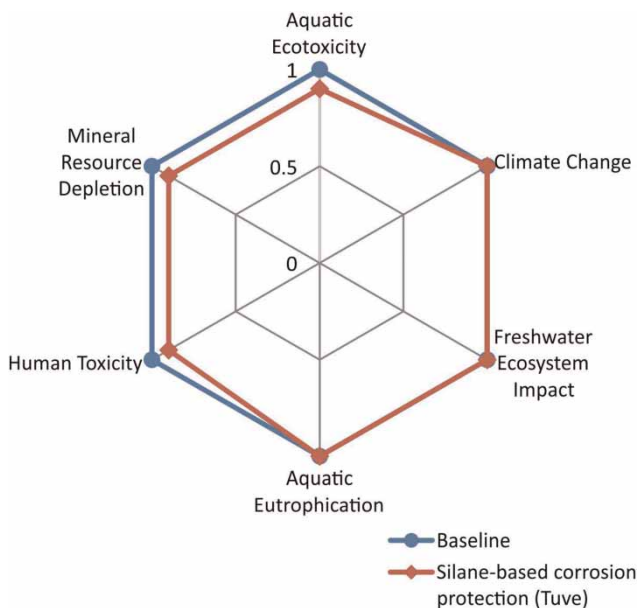 Aquatic
Ecotoxicity
1
Mineral
Resource
Depletion
Climate Change
0.5
0
Human Toxicity
Freshwater
Ecosystem
Impact
Aquatic
Eutrophication
Baseline
Silane-based corrosion
protection (Tuve)